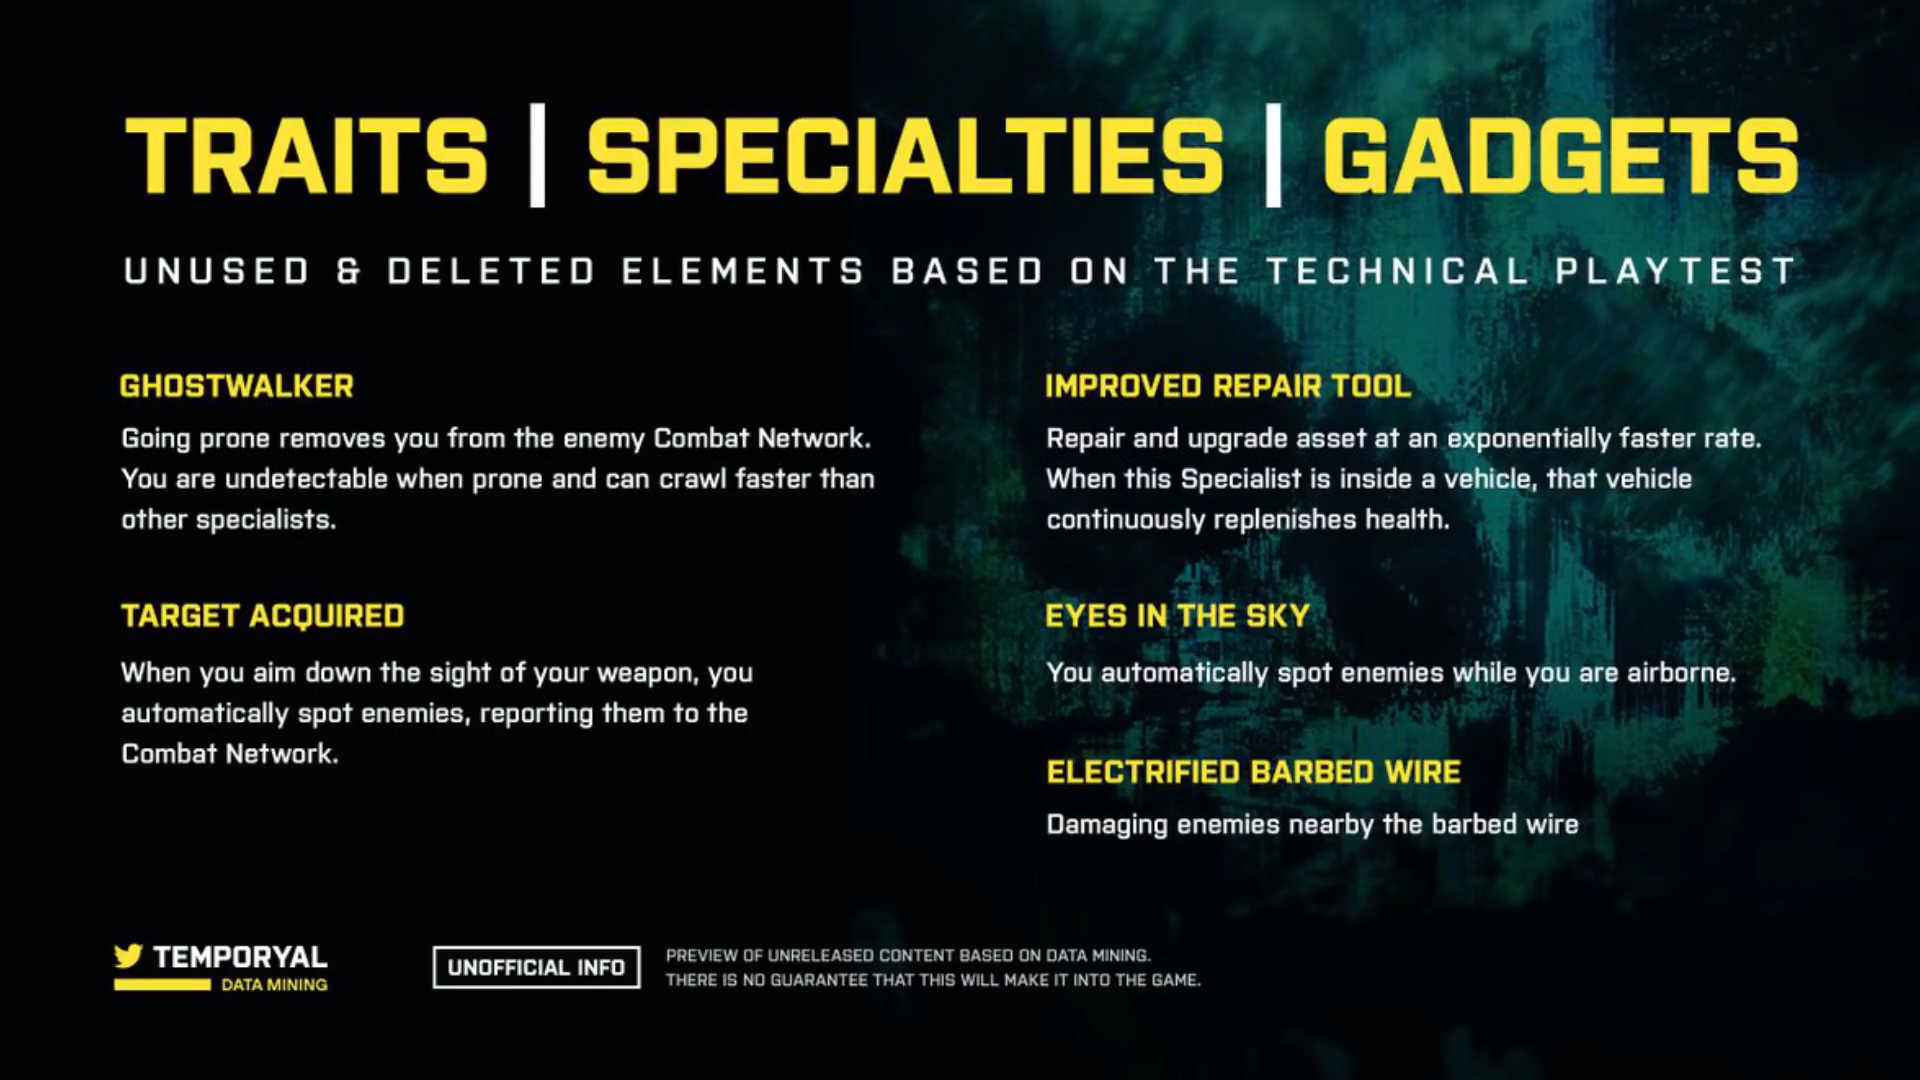 TRAITS | SPECIALTIES | GADGETS
UNUSED & DELETED ELEMENTS BASED ON THE TECHNICAL PLAYTEST
GHOSTWALKER
Going prone removes you from the enemy Combat Network.
You are undetectable when prone and can crawl faster than
other specialists.
TARGET ACQUIRED
When you aim down the sight of your weapon, you
automatically spot enemies, reporting them to the
Combat Network.
IMPROVED REPAIR TOOL
Repair and upgrade asset at an exponentially faster rate.
When this Specialist is inside a vehicle, that vehicle
continuously replenishes health.
EYES IN THE SKY
You automatically spot enemies while you are airborne.
ELECTRIFIED BARBED WIRE
Damaging enemies nearby the barbed wire
TEMPORYAL
DATA MINING
UNOFFICIAL INFO
PREVIEW OF UNRELEASED CONTENT BASED ON DATA MINING.
THERE IS NO GUARANTEE THAT THIS WILL MAKE IT INTO THE GAME.